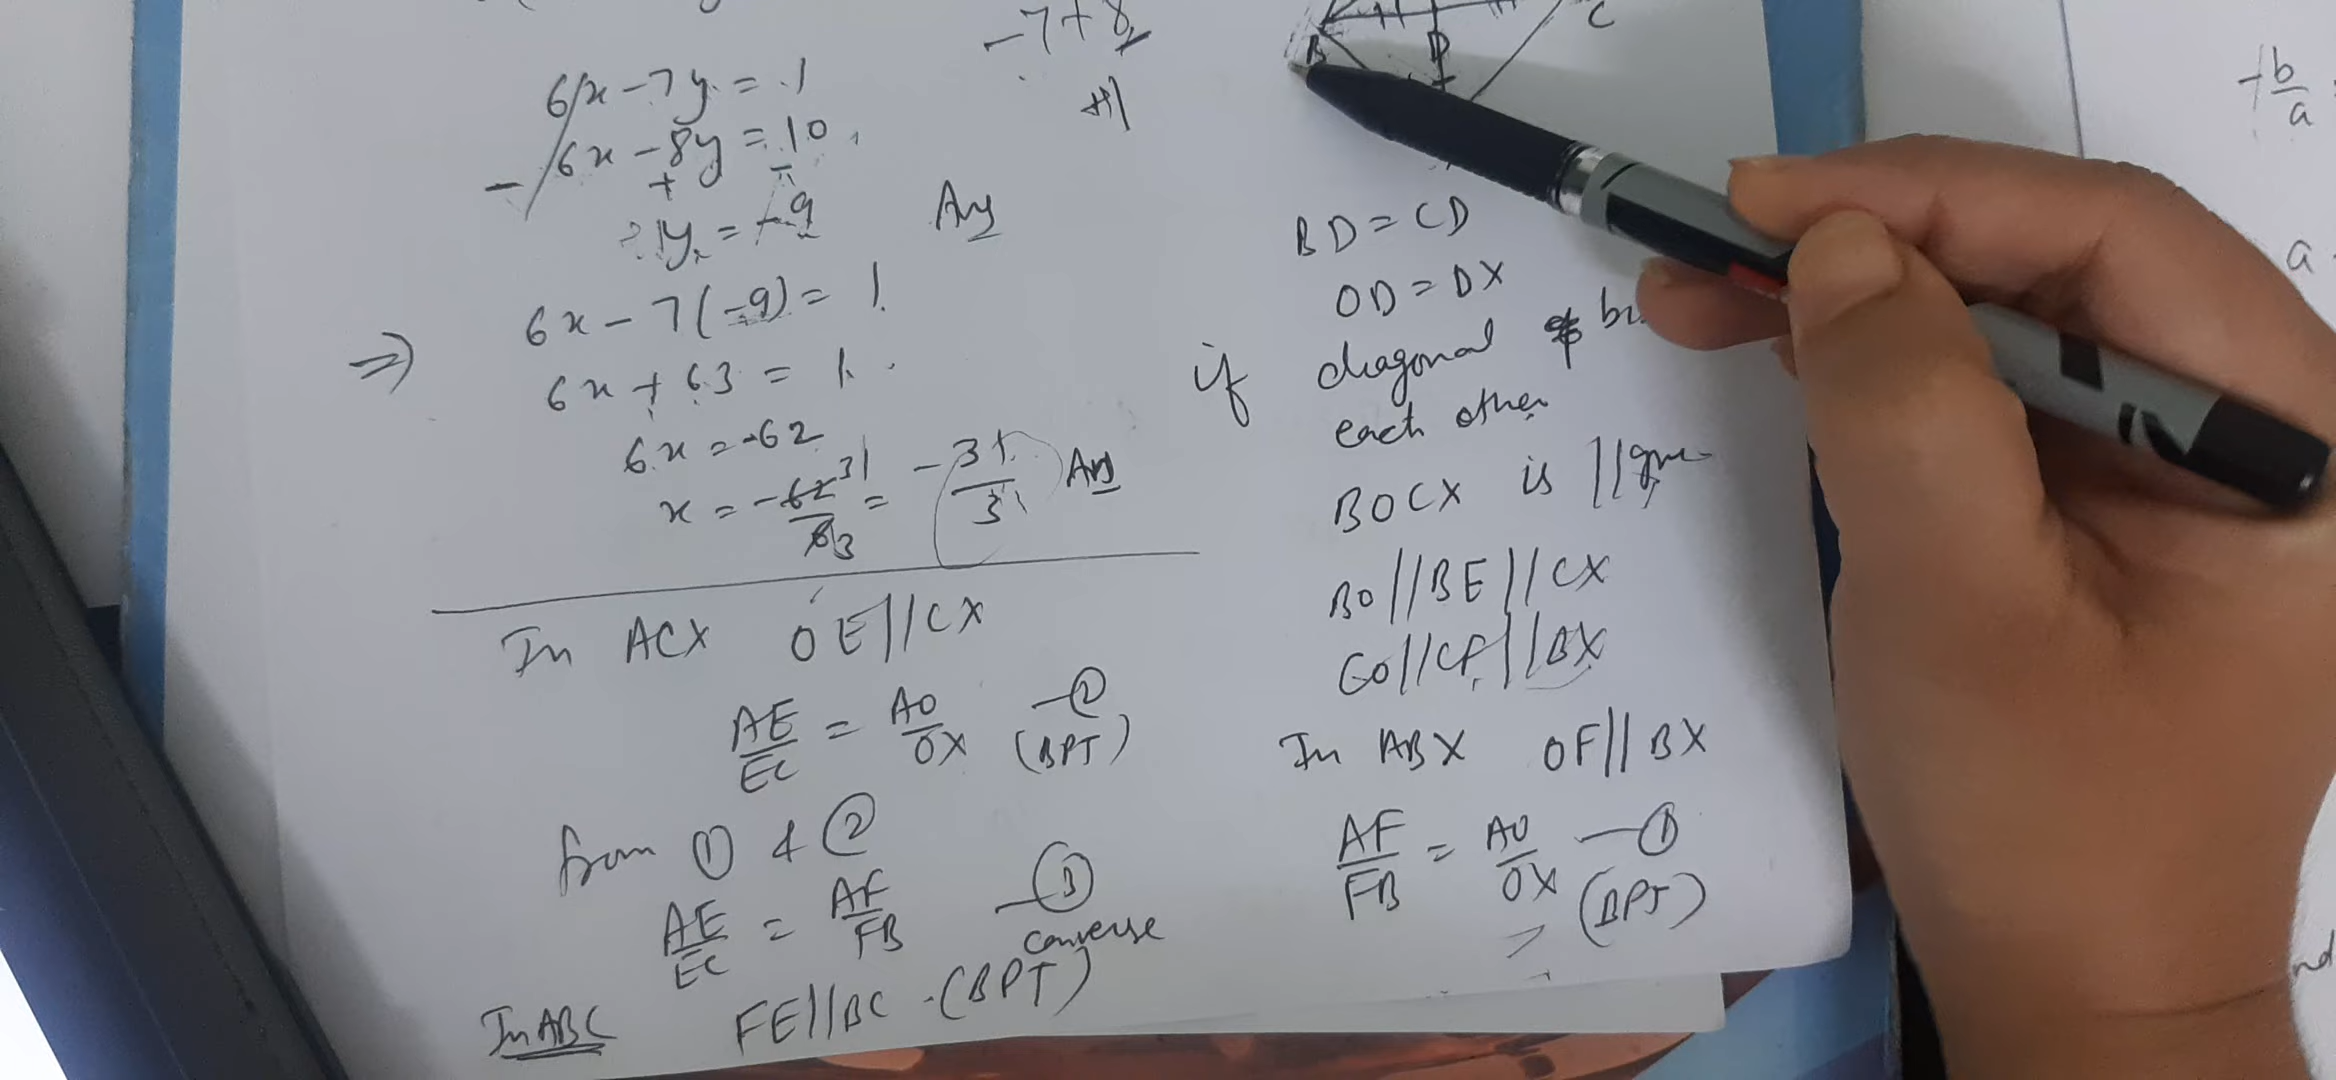 6x - 7y = 1
- 6x - 8y = 10
+ -
1y = -9
Ans
⇒ 6x - 7(-9) = 1
6x + 63 = 1
6x = -62
x = -62/6 31/3 = -31/3 Ans
In ACX OE//CX
AE/EC = AO/OX — ②
(BPT)
from ① & ②
AE/EC = AF/FB — ③
converse
In ABC FE//BC - (BPT)
-7+8
+1
C
B
D
BD = CD
OD = DX
if diagonal
each other
BOCX is //gm
BO//BE//CX
CO//CF//BX
In ABX OF//BX
AF/FB = AO/OX — ①
(BPT)
-b/a
a